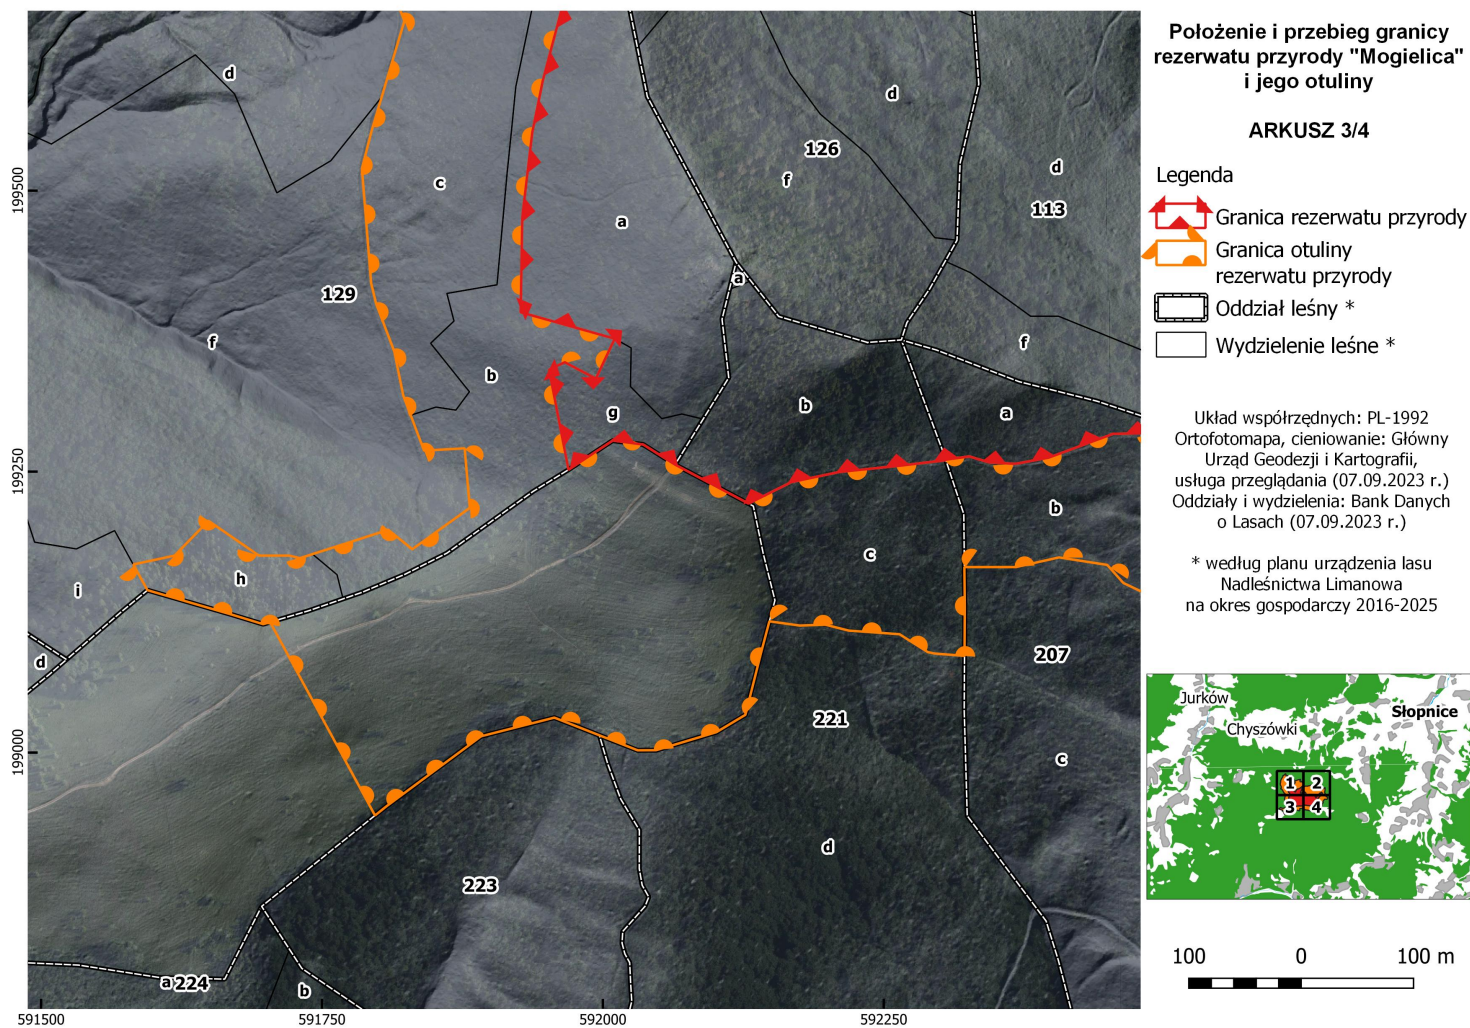 Położenie i przebieg granicy
rezerwatu przyrody "Mogielica"
i jego otuliny
ARKUSZ 3/4
Legenda
Granica rezerwatu przyrody
Granica otuliny
rezerwatu przyrody
Oddział leśny *
Wydzielenie leśne *
Układ współrzędnych: PL-1992
Ortofotomapa, cieniowanie: Główny
Urząd Geodezji i Kartografii,
usługa przeglądania (07.09.2023 r.)
Oddziały i wydzielenia: Bank Danych
o Lasach (07.09.2023 r.)
* według planu urządzenia lasu
Nadleśnictwa Limanowa
na okres gospodarczy 2016-2025
Jurków
Słopnice
Chyszówki
1 2
3 4
100 0 100 m
d
d
126
f
d
113
c
a
199500
a
129
f
f
b
g
b
a
199250
b
c
h
i
d
207
221
c
199000
d
223
a 224
b
591500
591750
592000
592250